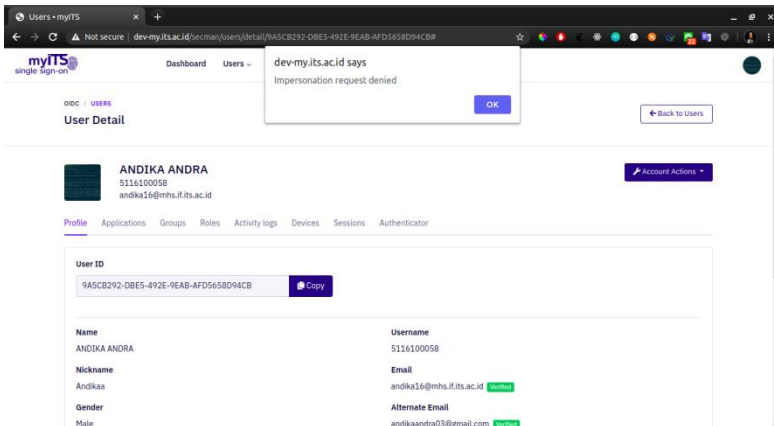 Users • myITS
Not secure | dev-my.its.ac.id/secman/users/detail/9A5CB292-DBE5-492E-9EAB-AFD5658D94CB#
21
myITS
single sign-on
Dashboard
Users
dev-my.its.ac.id says
Impersonation request denied
OK
OIDC / USERS
User Detail
Back to Users
ANDIKA ANDRA
5116100058
andika16@mhs.if.its.ac.id
Account Actions
Profile Applications Groups Roles Activity logs Devices Sessions Authenticator
User ID
9A5CB292-DBE5-492E-9EAB-AFD5658D94CB
Copy
Name
ANDIKA ANDRA
Username
5116100058
Nickname
Andikaa
Email
andika16@mhs.if.its.ac.id Verified
Gender
Male
Alternate Email
andikaandra03@gmail.com Verified